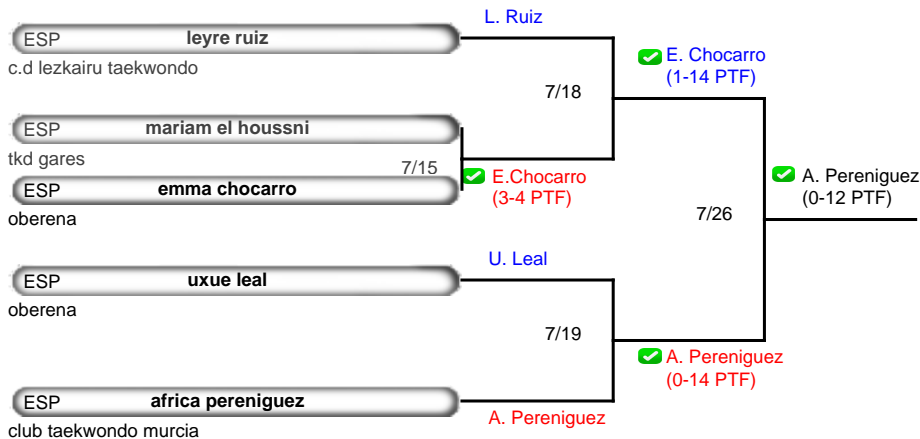 L. Ruiz
ESP leyre ruiz
c.d lezkairu taekwondo
E. Chocarro
(1-14 PTF)
7/18
ESP mariam el houssni
tkd gares
7/15
E.Chocarro
(3-4 PTF)
ESP emma chocarro
oberena
A. Pereniguez
(0-12 PTF)
7/26
U. Leal
ESP uxue leal
oberena
7/19
A. Pereniguez
(0-14 PTF)
ESP africa pereniguez
A. Pereniguez
club taekwondo murcia